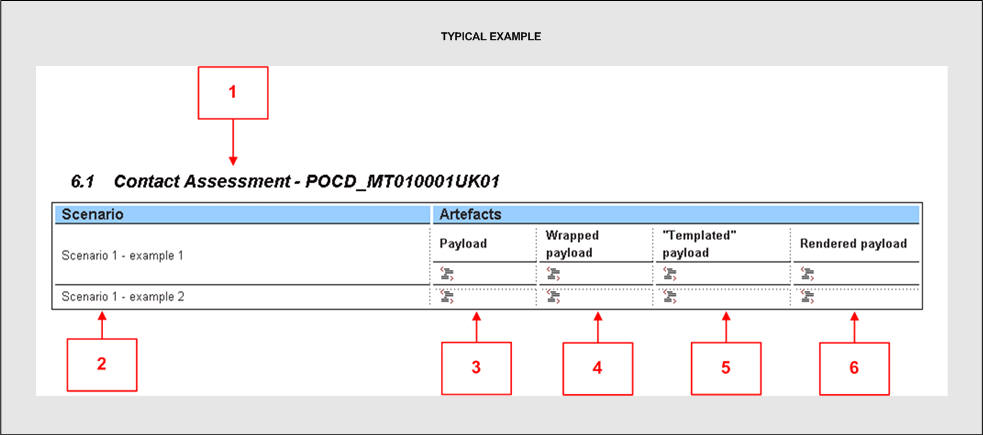 TYPICAL EXAMPLE
1
6.1 Contact Assessment - POCD_MT010001UK01
Scenario Artefacts
Scenario 1 - example 1
Payload
Wrapped
payload
"Templated"
payload
Rendered payload
Scenario 1 - example 2
2
3
4
5
6